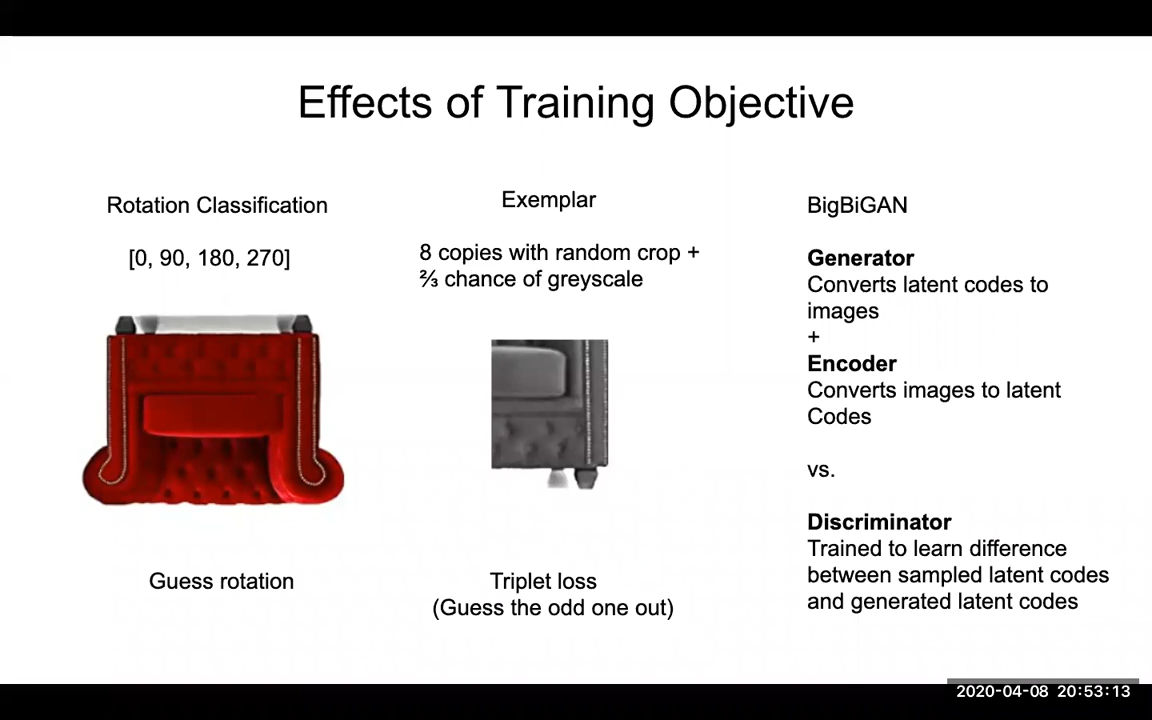 Effects of Training Objective
Rotation Classification
[0, 90, 180, 270]
Guess rotation
Exemplar
8 copies with random crop +
⅔ chance of greyscale
Triplet loss
(Guess the odd one out)
BigBiGAN
Generator
Converts latent codes to
images
+
Encoder
Converts images to latent
Codes
vs.
Discriminator
Trained to learn difference
between sampled latent codes
and generated latent codes
2020-04-08 20:53:13